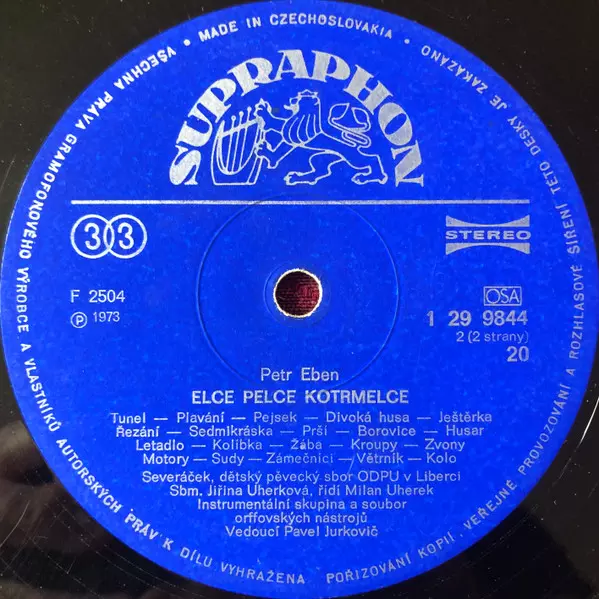 • MADE IN CZECHOSLOVAKIA •
VŠECHNA PRÁVA GRAMOFONOVÉHO VÝROBCE A VLASTNÍKŮ AUTORSKÝCH PRÁV K DÍLU VYHRAŽENA. POŘIZOVÁNÍ KOPIÍ, VEŘEJNÉ PROVOZOVÁNÍ A ROZHLASOVÉ ŠÍŘENÍ TÉTO DESKY JE ZAKÁZÁNO
SUPRAPHON
33
STEREO
F 2504
Ⓟ 1973
OSA
1 29 9844
2 (2 strany)
20
Petr Eben
ELCE PELCE KOTRMELCE
Tunel — Plavání — Pejsek — Divoká husa — Ještěrka
Řezání — Sedmikráska — Prší — Borovice — Husar
Letadlo — Kolíbka — Žába — Kroupy — Zvony
Motory — Sudy — Zámečníci — Větrník — Kolo
Severáček, dětský pěvecký sbor ODPU v Liberci
Sbm. Jiřina Uherková, řídí Milan Uherek
Instrumentální skupina a soubor
orffovských nástrojů
Vedoucí Pavel Jurkovič